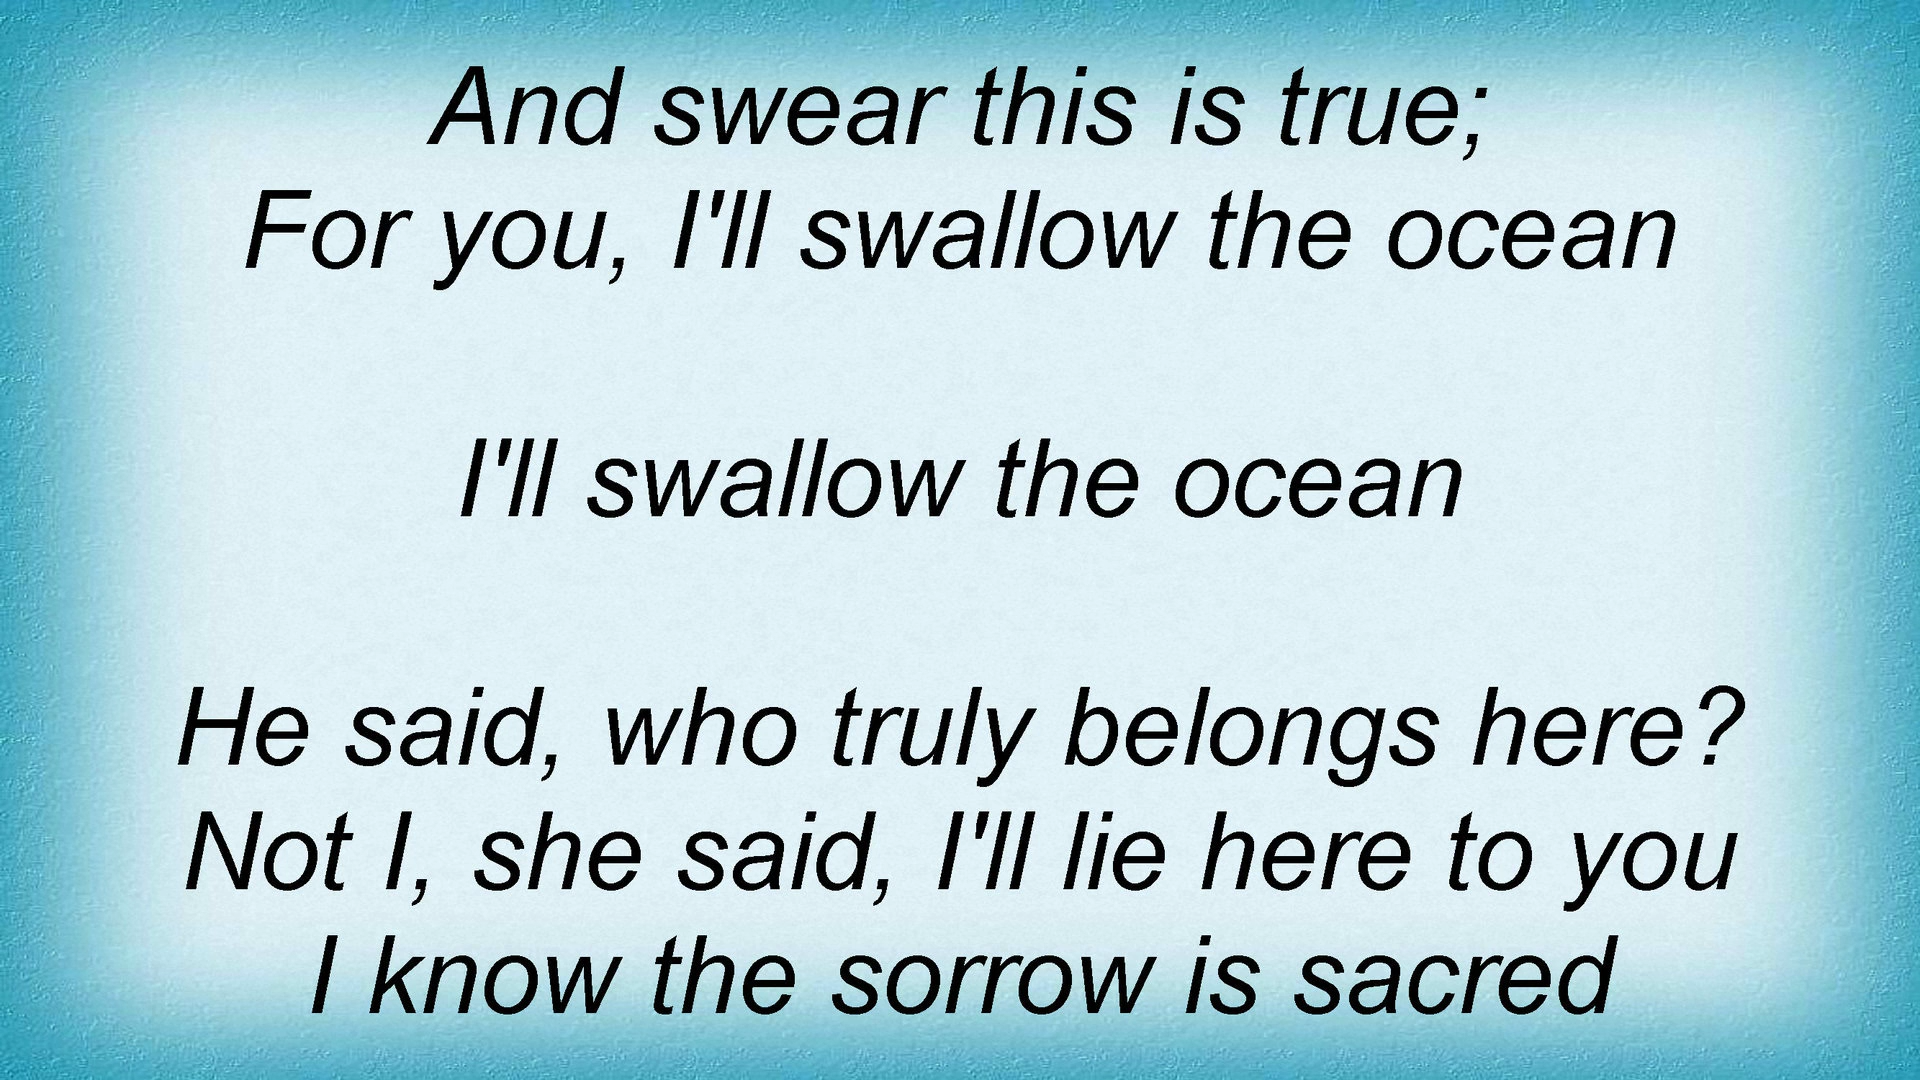 And swear this is true;
For you, I'll swallow the ocean
I'll swallow the ocean
He said, who truly belongs here?
Not I, she said, I'll lie here to you
I know the sorrow is sacred